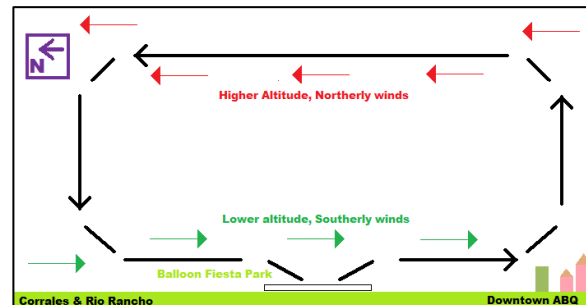 N
Higher Altitude, Northerly winds
Lower altitude, Southerly winds
Balloon Fiesta Park
Corrales & Rio Rancho
Downtown ABQ